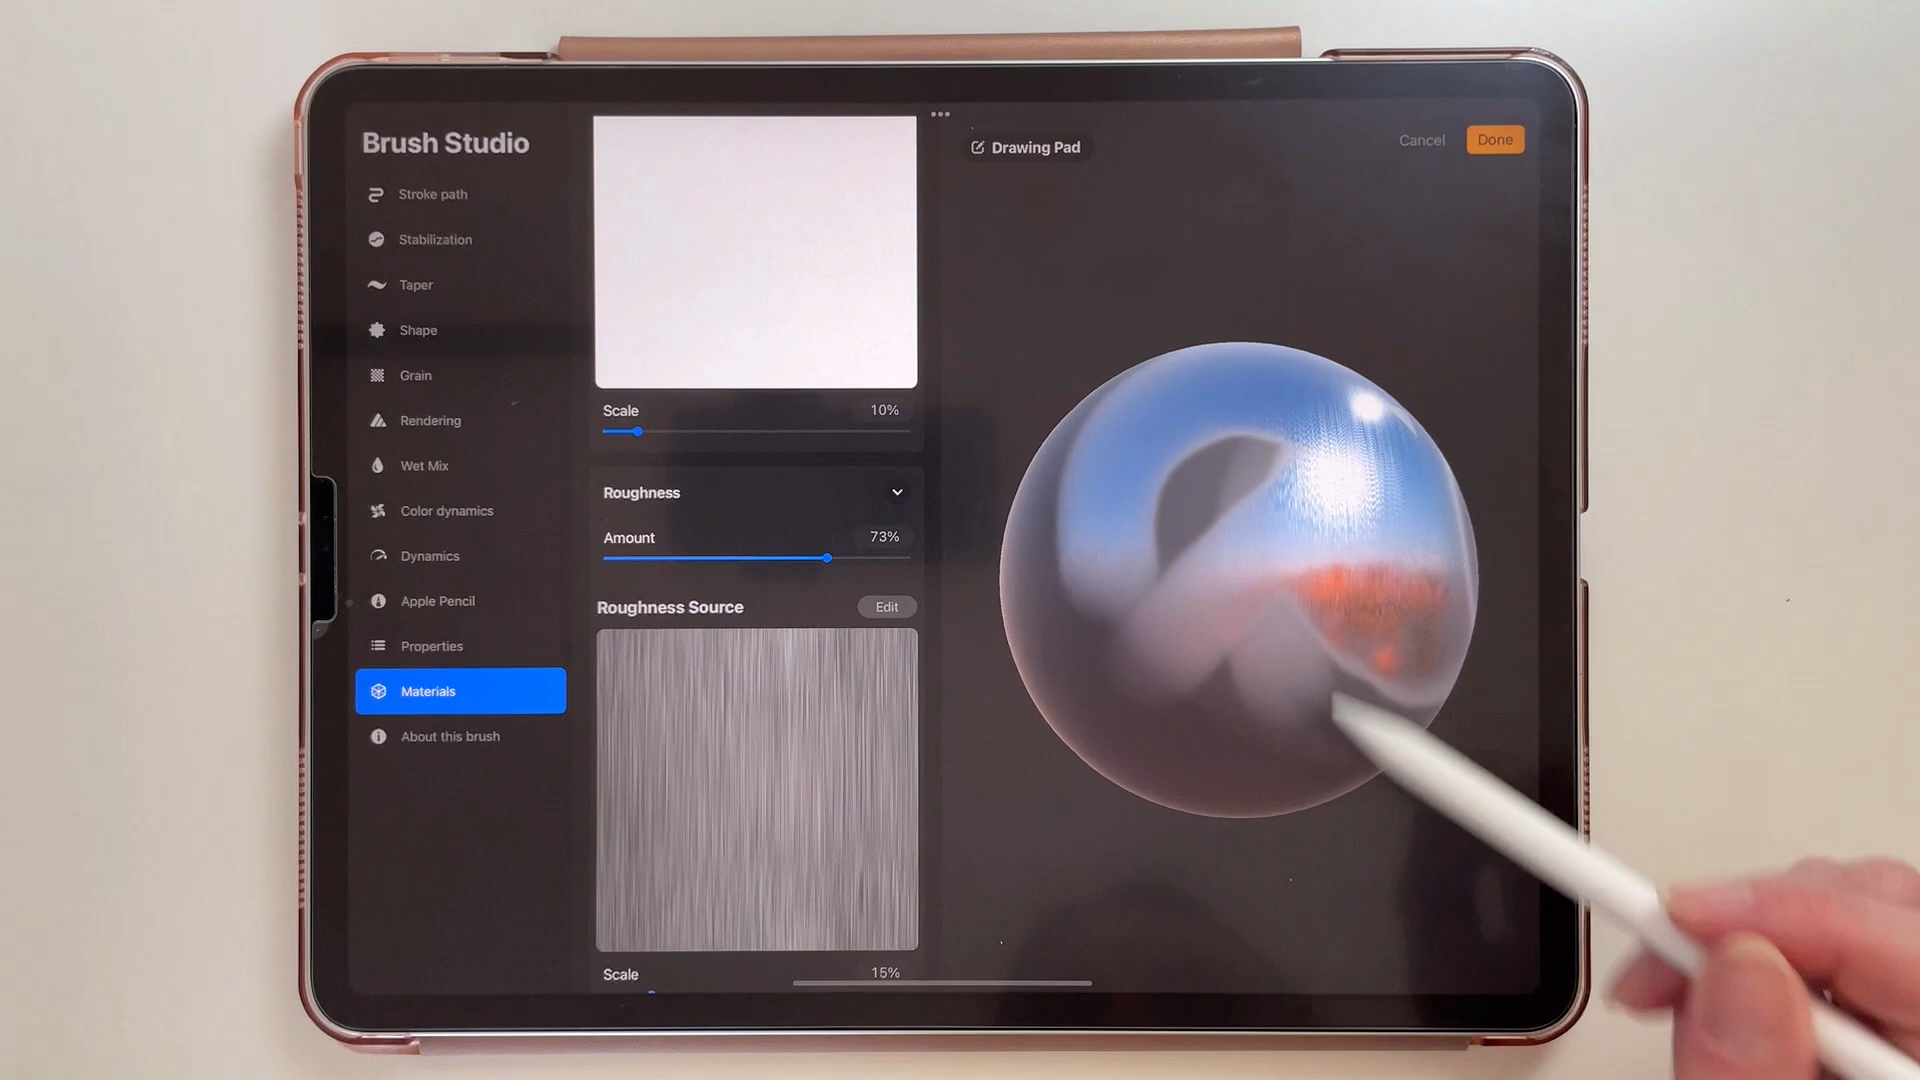 Brush Studio
Stroke path
Stabilization
Taper
Shape
Grain
Rendering
Wet Mix
Color dynamics
Dynamics
Apple Pencil
Properties
Materials
About this brush
Scale 10%
Roughness
Amount 73%
Roughness Source Edit
Scale 15%
Drawing Pad
Cancel Done